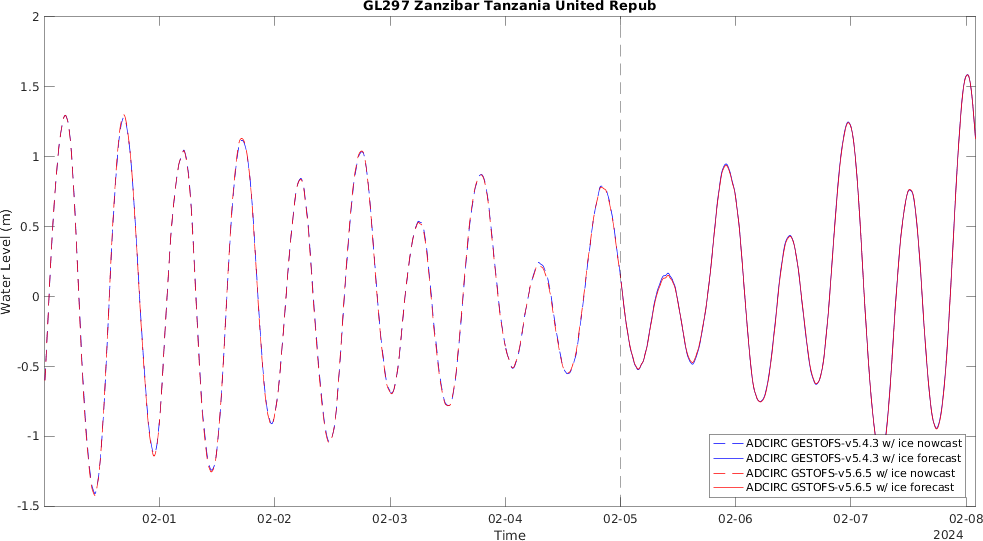 GL297 Zanzibar Tanzania United Repub
2
1.5
1
0.5
0
-0.5
-1
-1.5
Water Level (m)
ADCIRC GESTOFS-v5.4.3 w/ ice nowcast
ADCIRC GESTOFS-v5.4.3 w/ ice forecast
ADCIRC GSTOFS-v5.6.5 w/ ice nowcast
ADCIRC GSTOFS-v5.6.5 w/ ice forecast
02-01 02-02 02-03 02-04 02-05 02-06 02-07 02-08
Time 2024